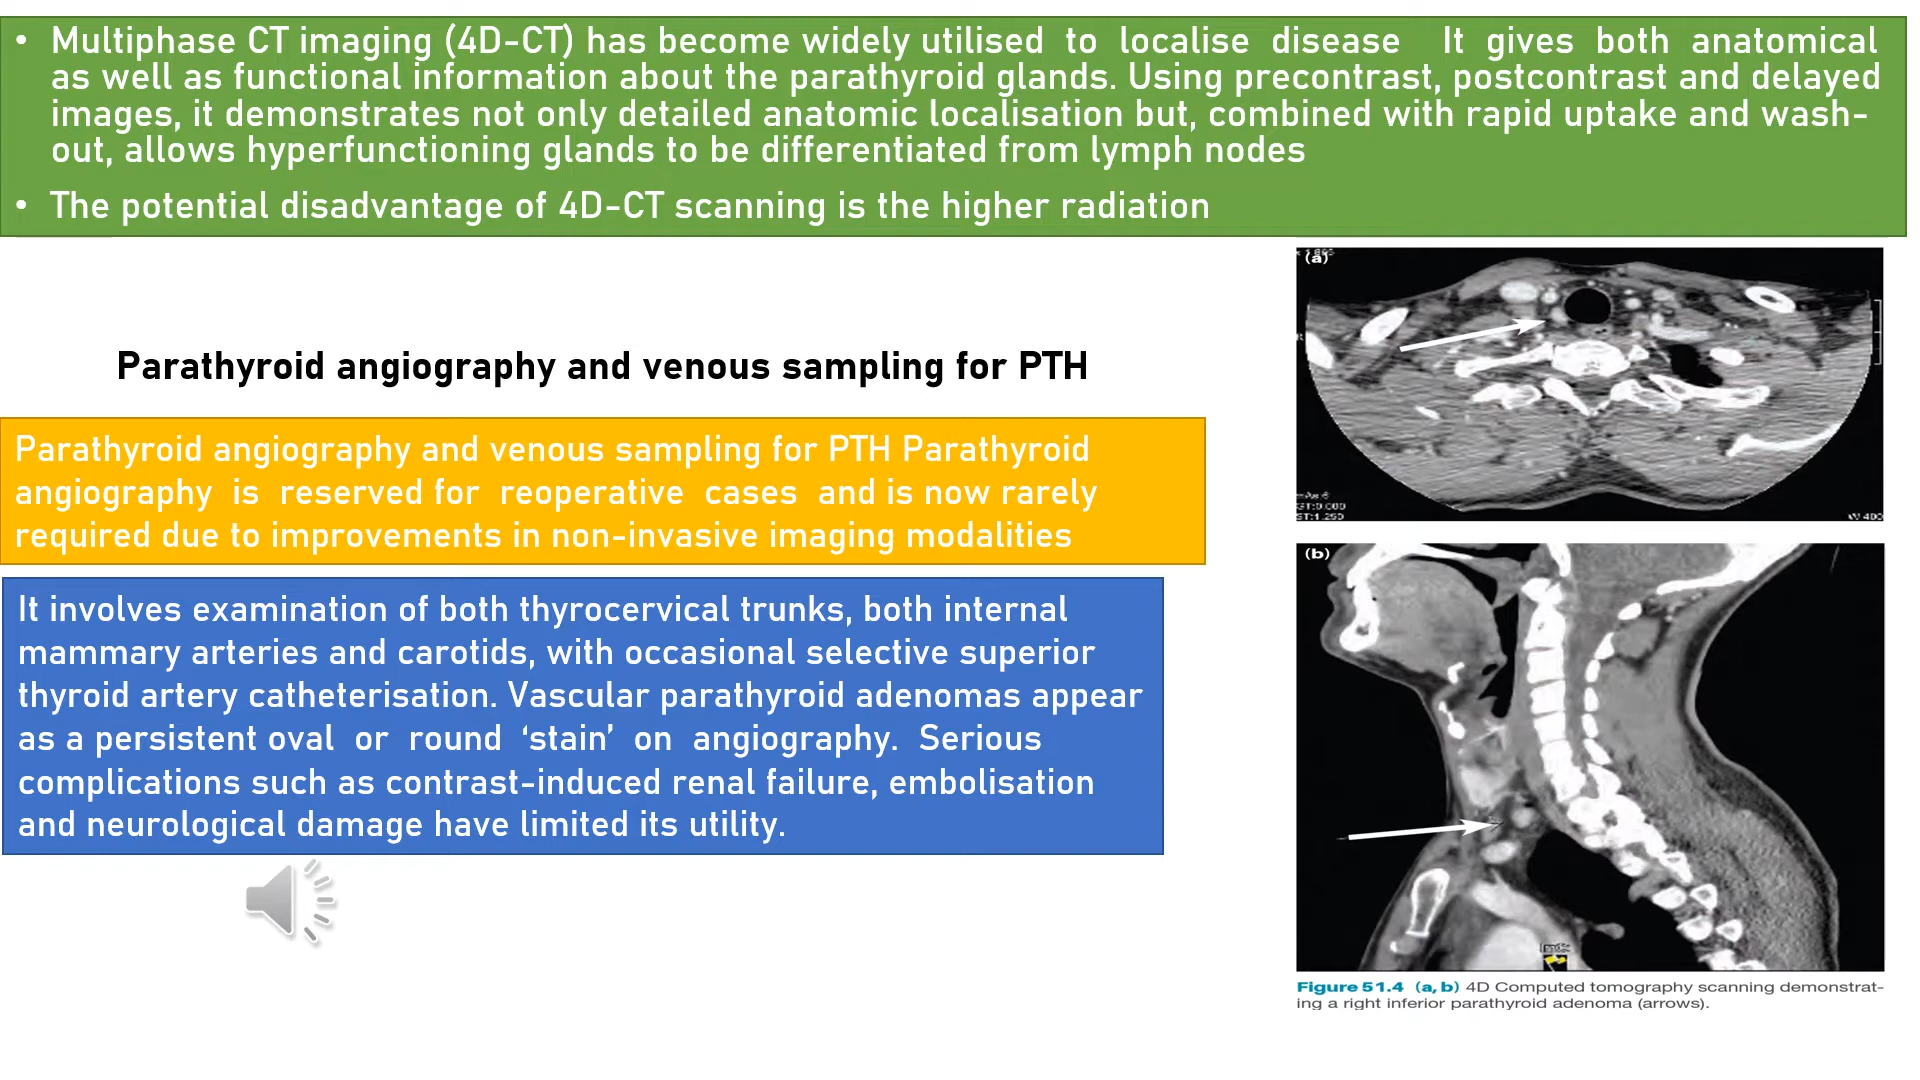 • Multiphase CT imaging (4D-CT) has become widely utilised to localise disease It gives both anatomical
as well as functional information about the parathyroid glands. Using precontrast, postcontrast and delayed
images, it demonstrates not only detailed anatomic localisation but, combined with rapid uptake and wash-
out, allows hyperfunctioning glands to be differentiated from lymph nodes
• The potential disadvantage of 4D-CT scanning is the higher radiation
Parathyroid angiography and venous sampling for PTH
Parathyroid angiography and venous sampling for PTH Parathyroid
angiography is reserved for reoperative cases and is now rarely
required due to improvements in non-invasive imaging modalities
It involves examination of both thyrocervical trunks, both internal
mammary arteries and carotids, with occasional selective superior
thyroid artery catheterisation. Vascular parathyroid adenomas appear
as a persistent oval or round ‘stain’ on angiography. Serious
complications such as contrast-induced renal failure, embolisation
and neurological damage have limited its utility.
(a)
R
GT:0.000
ST:1.250
W 400
(b)
Figure 51.4 (a, b) 4D Computed tomography scanning demonstrat-
ing a right inferior parathyroid adenoma (arrows).